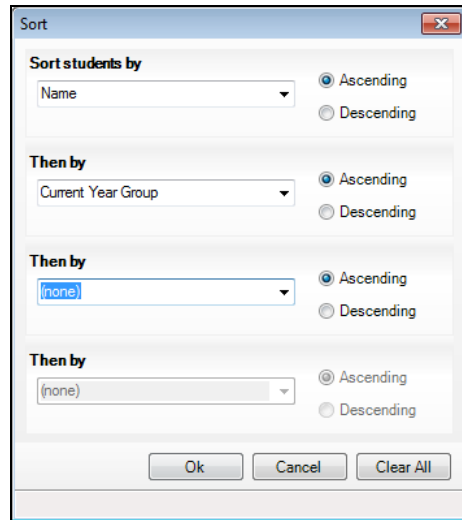 Sort
Sort students by
Name
Ascending
Descending
Then by
Current Year Group
Ascending
Descending
Then by
(none)
Ascending
Descending
Then by
(none)
Ascending
Descending
Ok Cancel Clear All